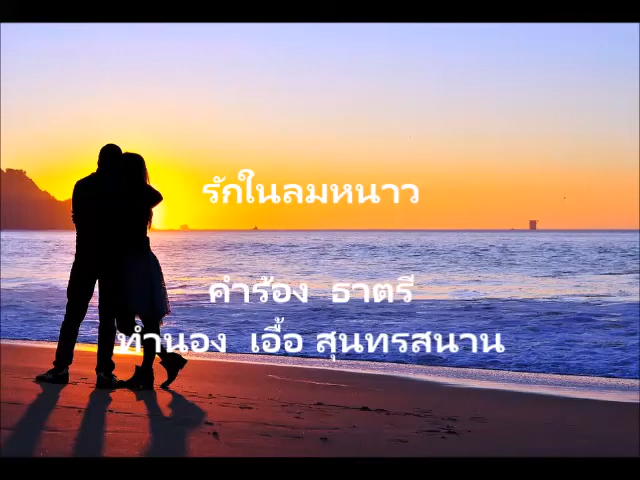 รักในลมหนาว
คำร้อง ธาตรี
ทำนอง เอื้อ สุนทรสนาน